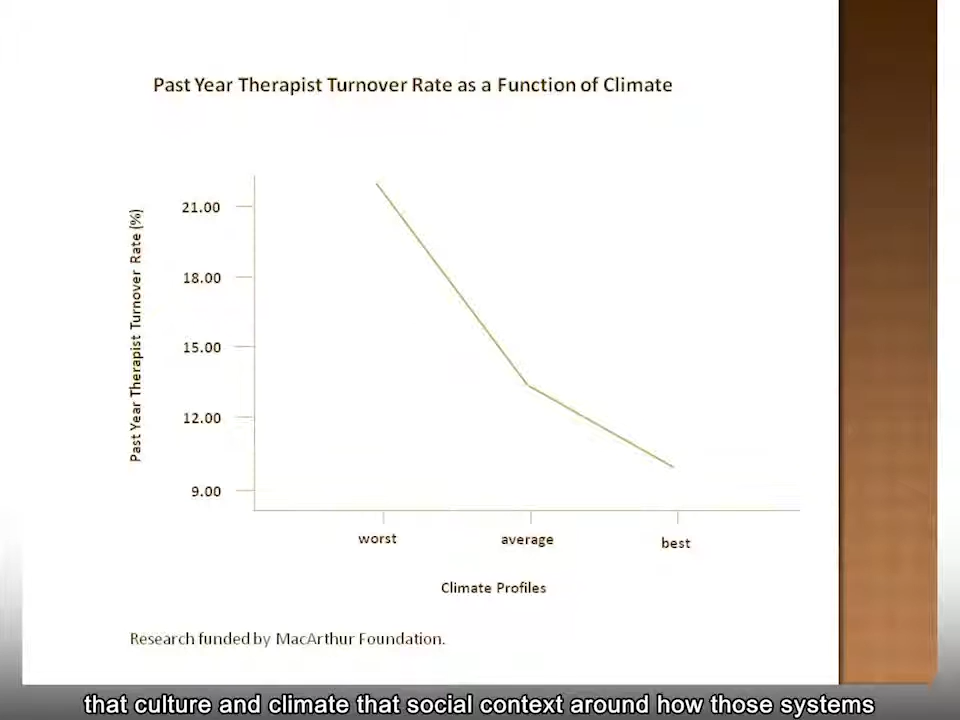 Past Year Therapist Turnover Rate as a Function of Climate
Past Year Therapist Turnover Rate (%)
21.00
18.00
15.00
12.00
9.00
worst
average
best
Climate Profiles
Research funded by MacArthur Foundation.
that culture and climate that social context around how those systems